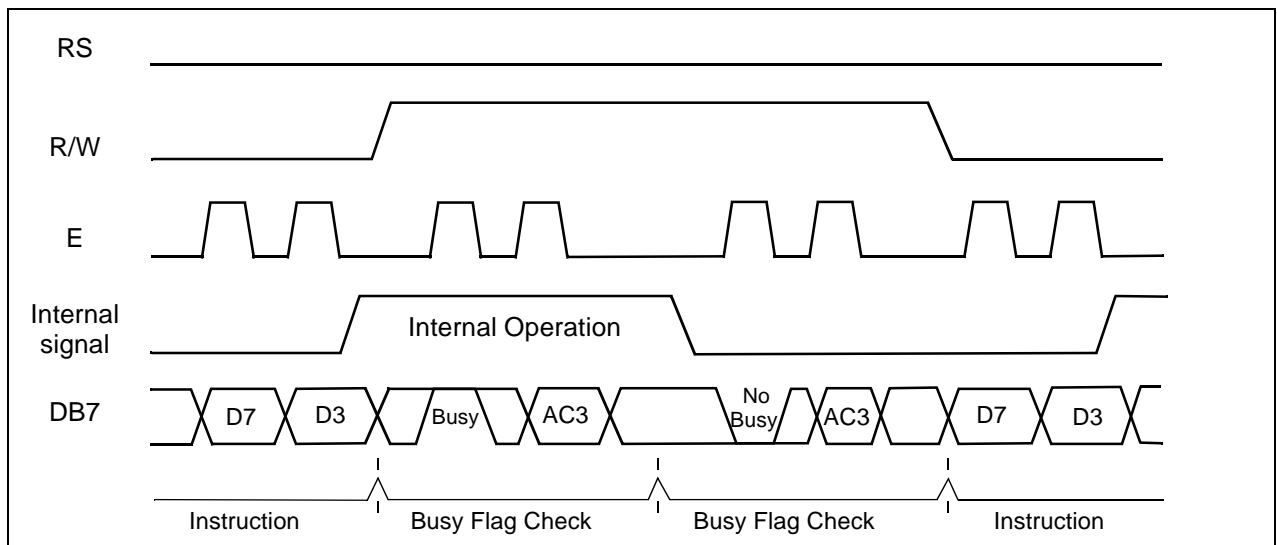 RS
R/W
E
Internal
signal
Internal Operation
DB7
D7
D3
Busy
AC3
No
Busy
AC3
D7
D3
Instruction
Busy Flag Check
Busy Flag Check
Instruction